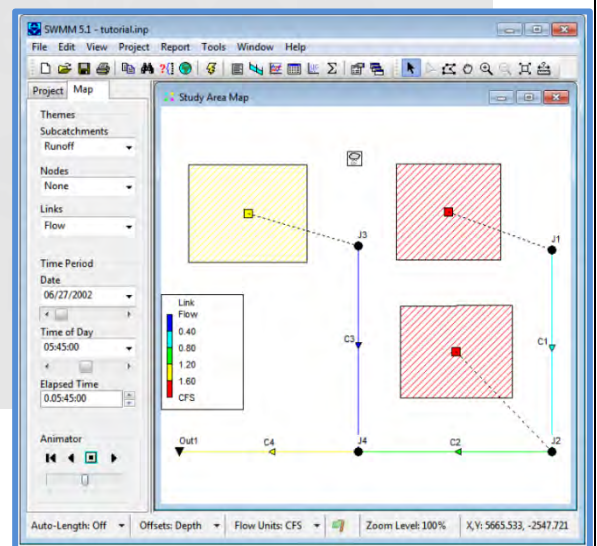 SWMM 5.1 - tutorial.inp
File Edit View Project Report Tools Window Help
Project Map
Themes
Subcatchments
Runoff
Nodes
None
Links
Flow
Time Period
Date
06/27/2002
Time of Day
05:45:00
Elapsed Time
0.05:45:00
Animator
Study Area Map
J3
J1
Link
Flow
0.40
0.80
1.20
1.60
CFS
C3
C1
Out1
C4
J4
C2
J2
Auto-Length: Off
Offsets: Depth
Flow Units: CFS
Zoom Level: 100%
X,Y: 5665.533, -2547.721